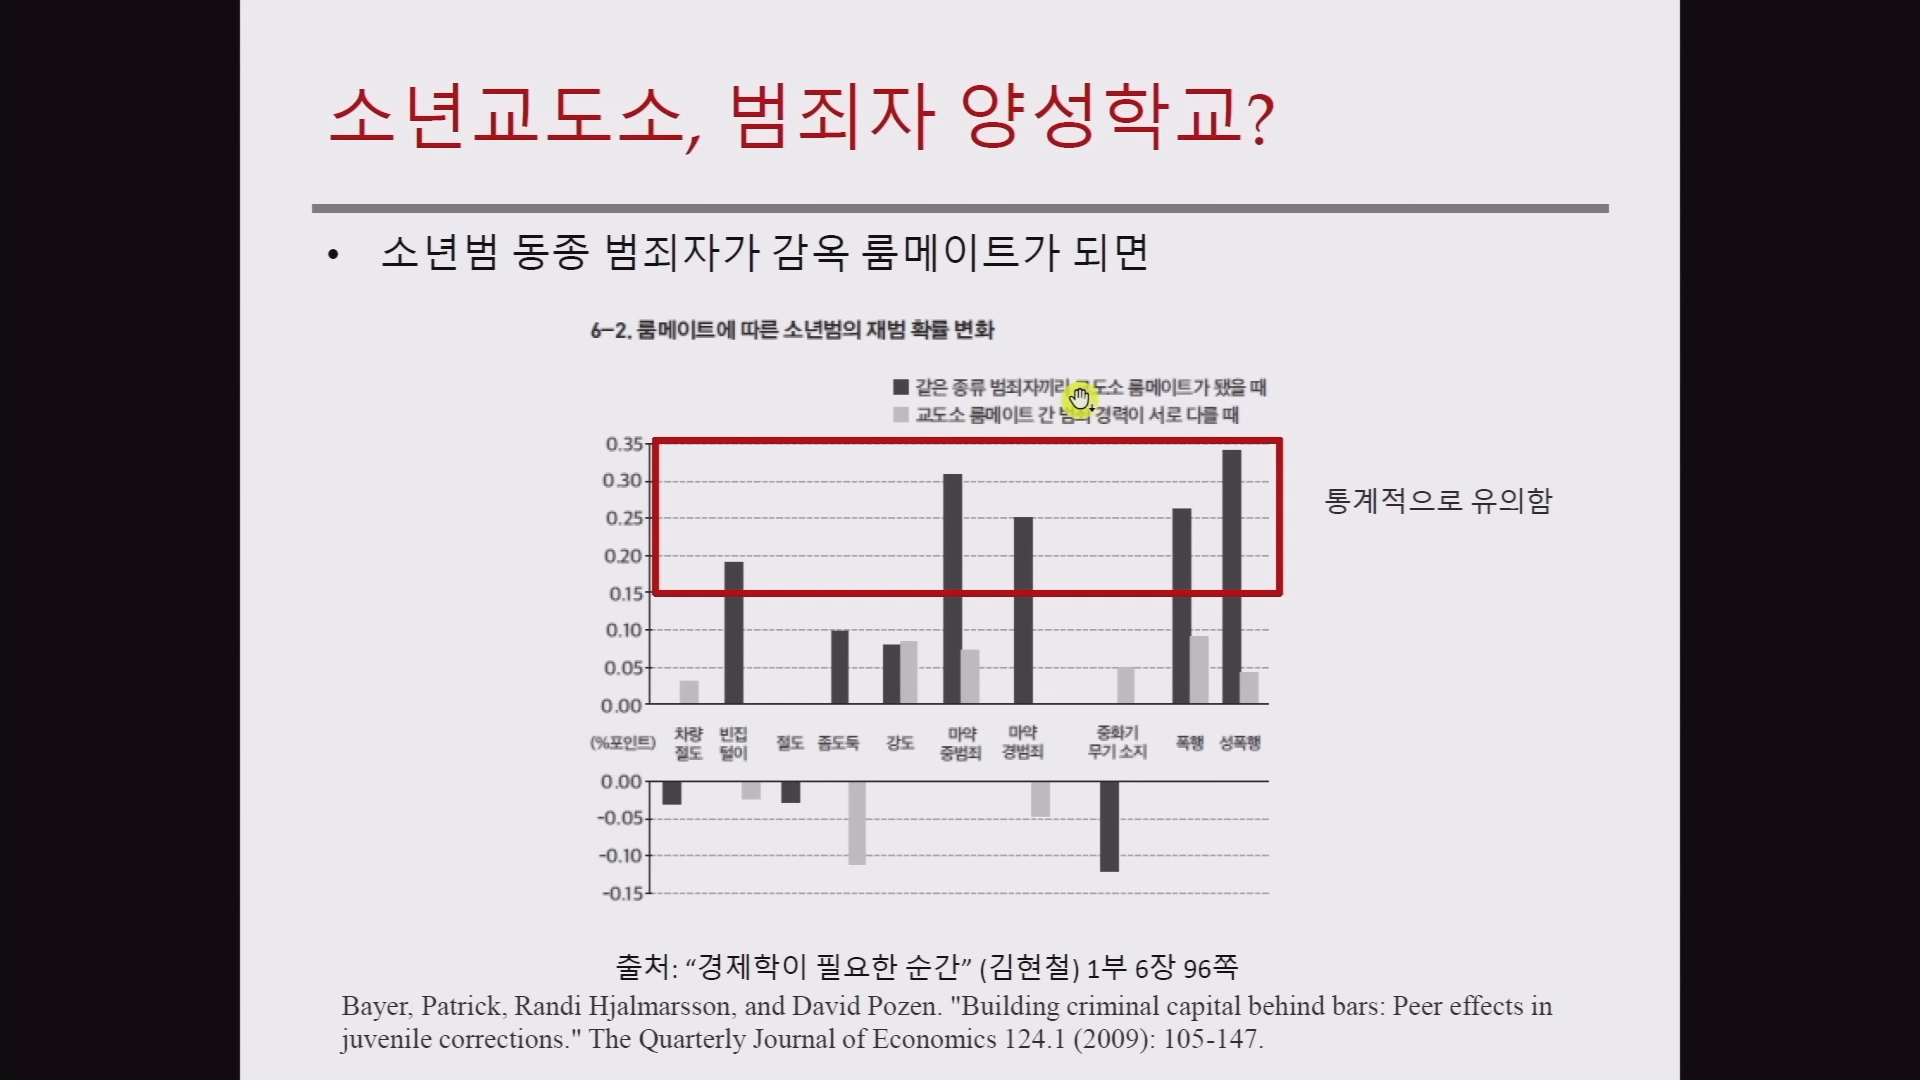 소년교도소, 범죄자 양성학교?
• 소년범 동종 범죄자가 감옥 룸메이트가 되면
6-2. 룸메이트에 따른 소년범의 재범 확률 변화
같은 종류 범죄자끼리 교도소 룸메이트가 됐을 때
교도소 룸메이트 간 범죄 경력이 서로 다를 때
0.35
0.30
0.25
0.20
0.15
0.10
0.05
0.00
통계적으로 유의함
(%포인트)
차량 절도
빈집 털이
절도
좀도둑
강도
마약 중범죄
마약 경범죄
중화기 무기 소지
폭행
성폭행
0.00
-0.05
-0.10
-0.15
출처: “경제학이 필요한 순간” (김현철) 1부 6장 96쪽
Bayer, Patrick, Randi Hjalmarsson, and David Pozen. "Building criminal capital behind bars: Peer effects in
juvenile corrections." The Quarterly Journal of Economics 124.1 (2009): 105-147.